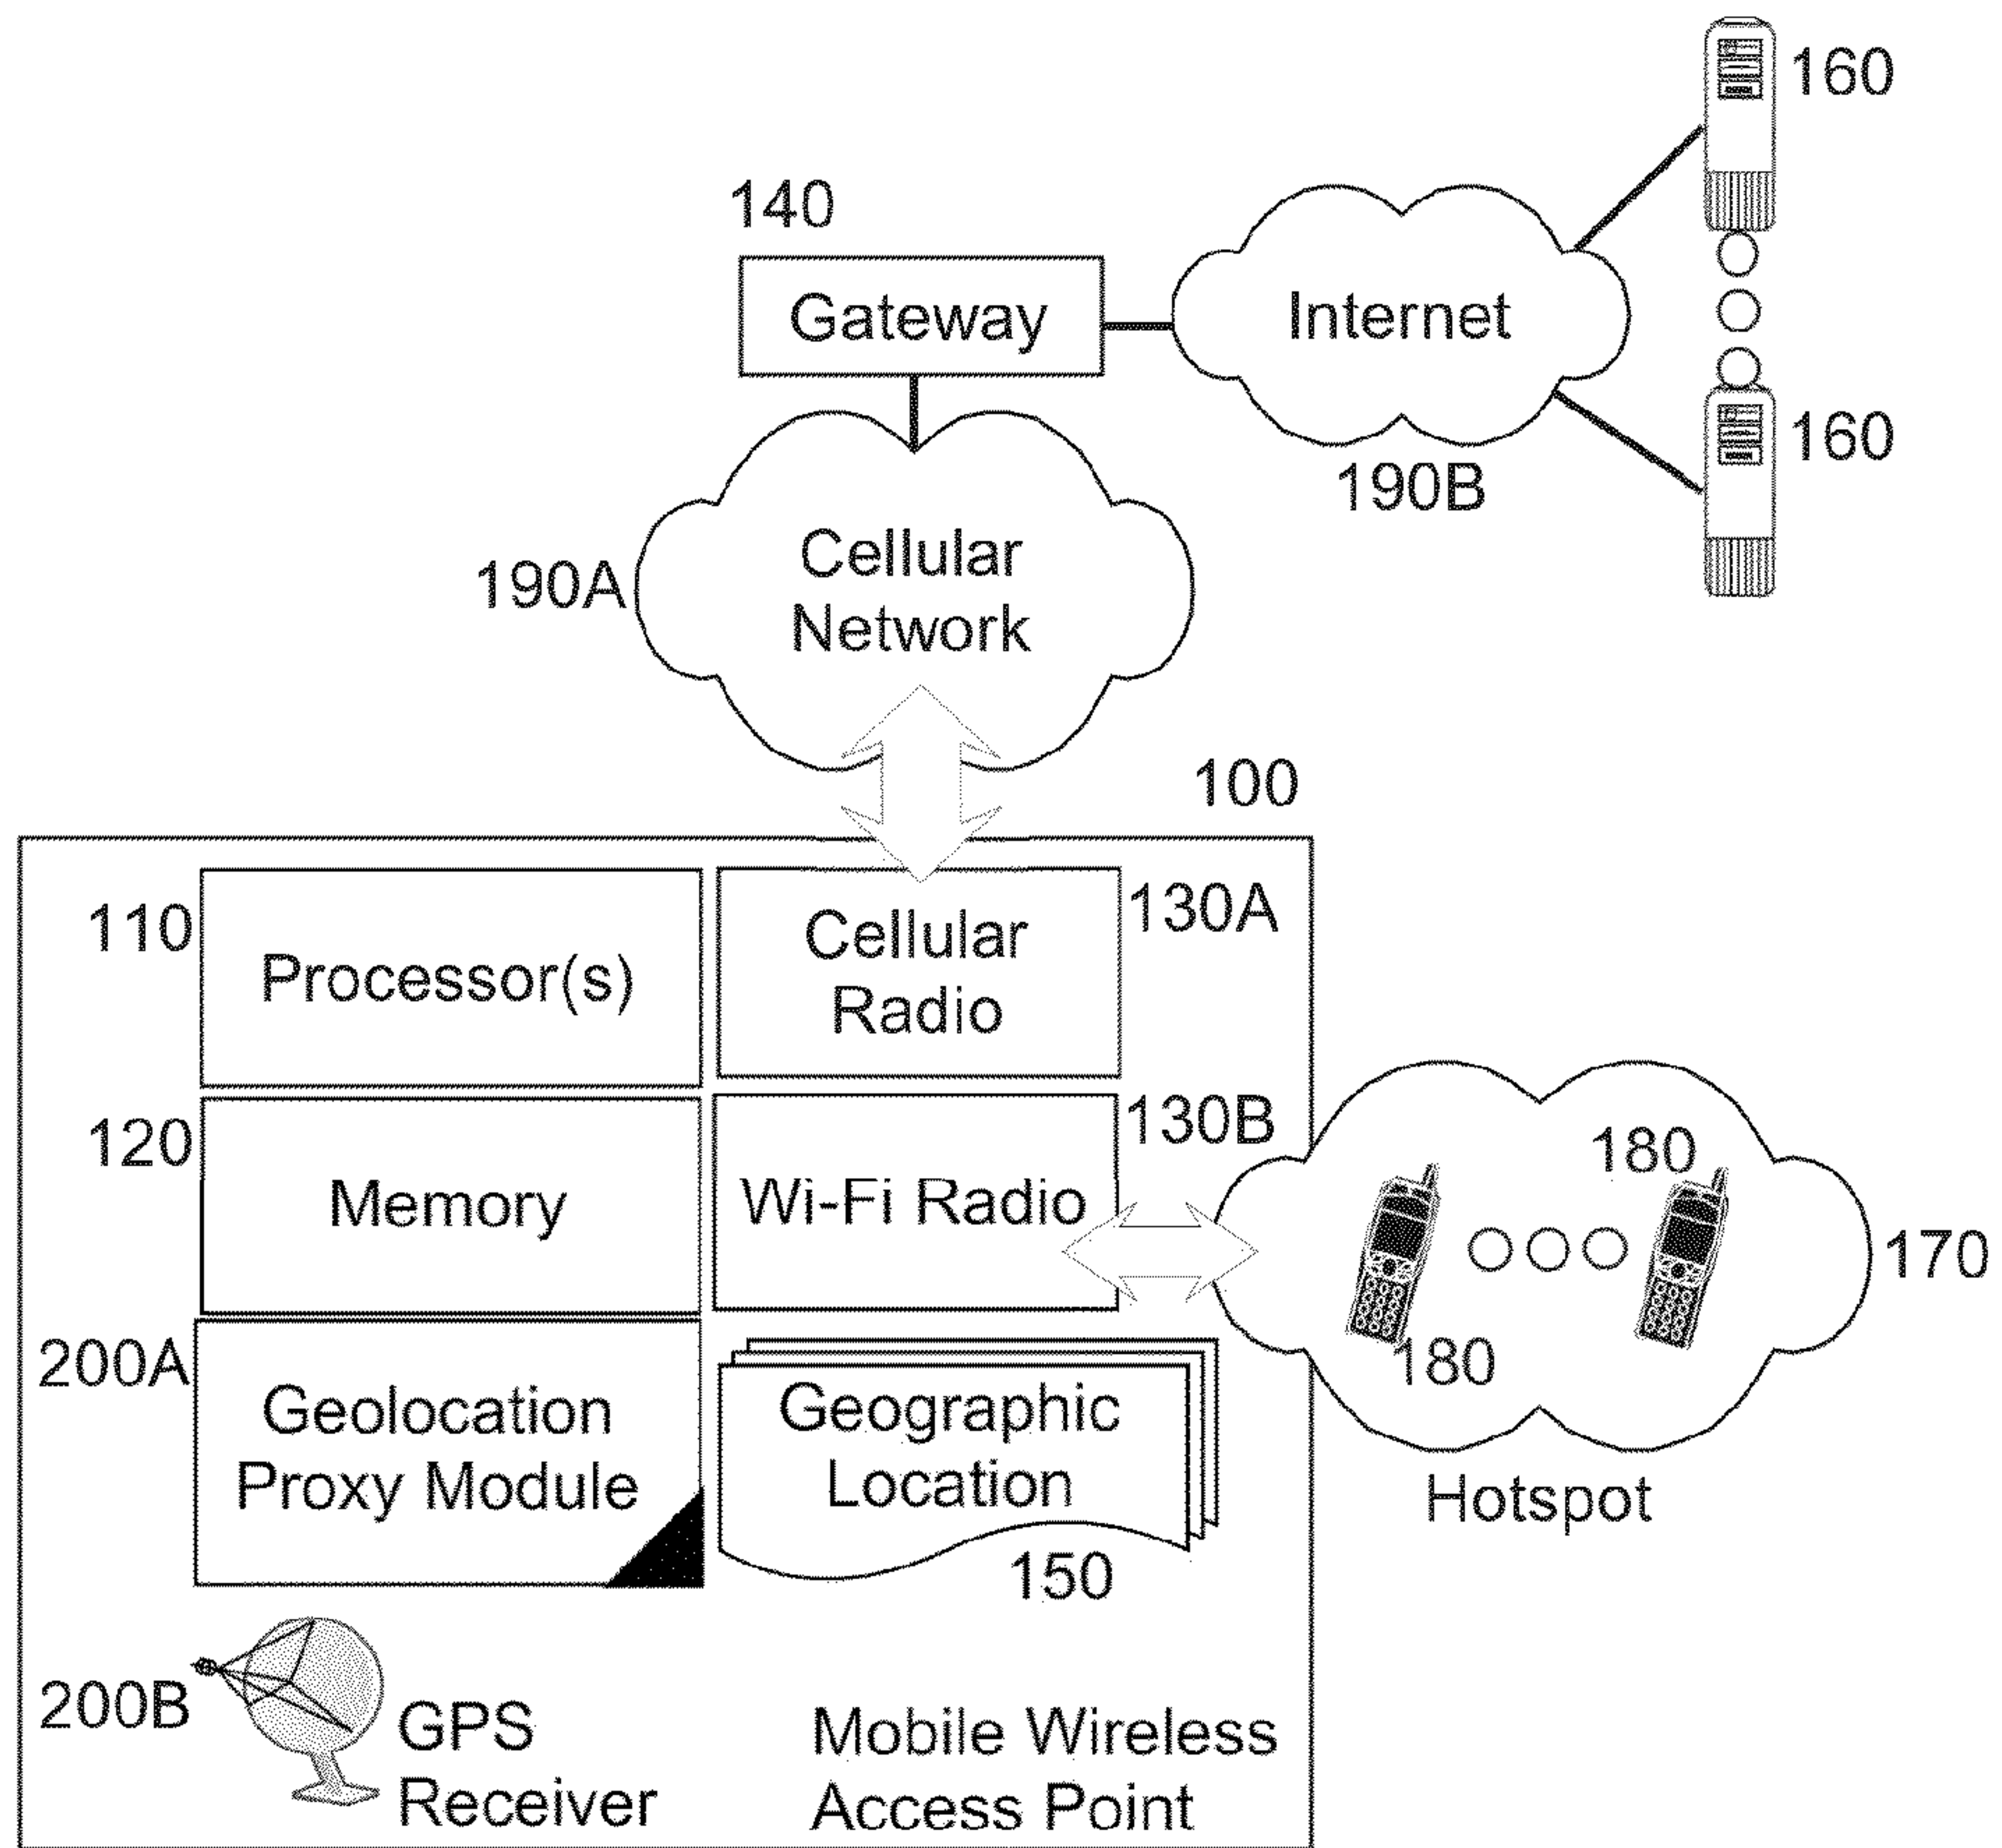 160
140
Gateway
Internet
160
190B
190A
Cellular
Network
100
110
Processor(s)
Cellular
Radio
130A
120
Memory
Wi-Fi Radio
130B
180
180
170
Hotspot
200A
Geolocation
Proxy Module
Geographic
Location
150
200B
GPS
Receiver
Mobile Wireless
Access Point